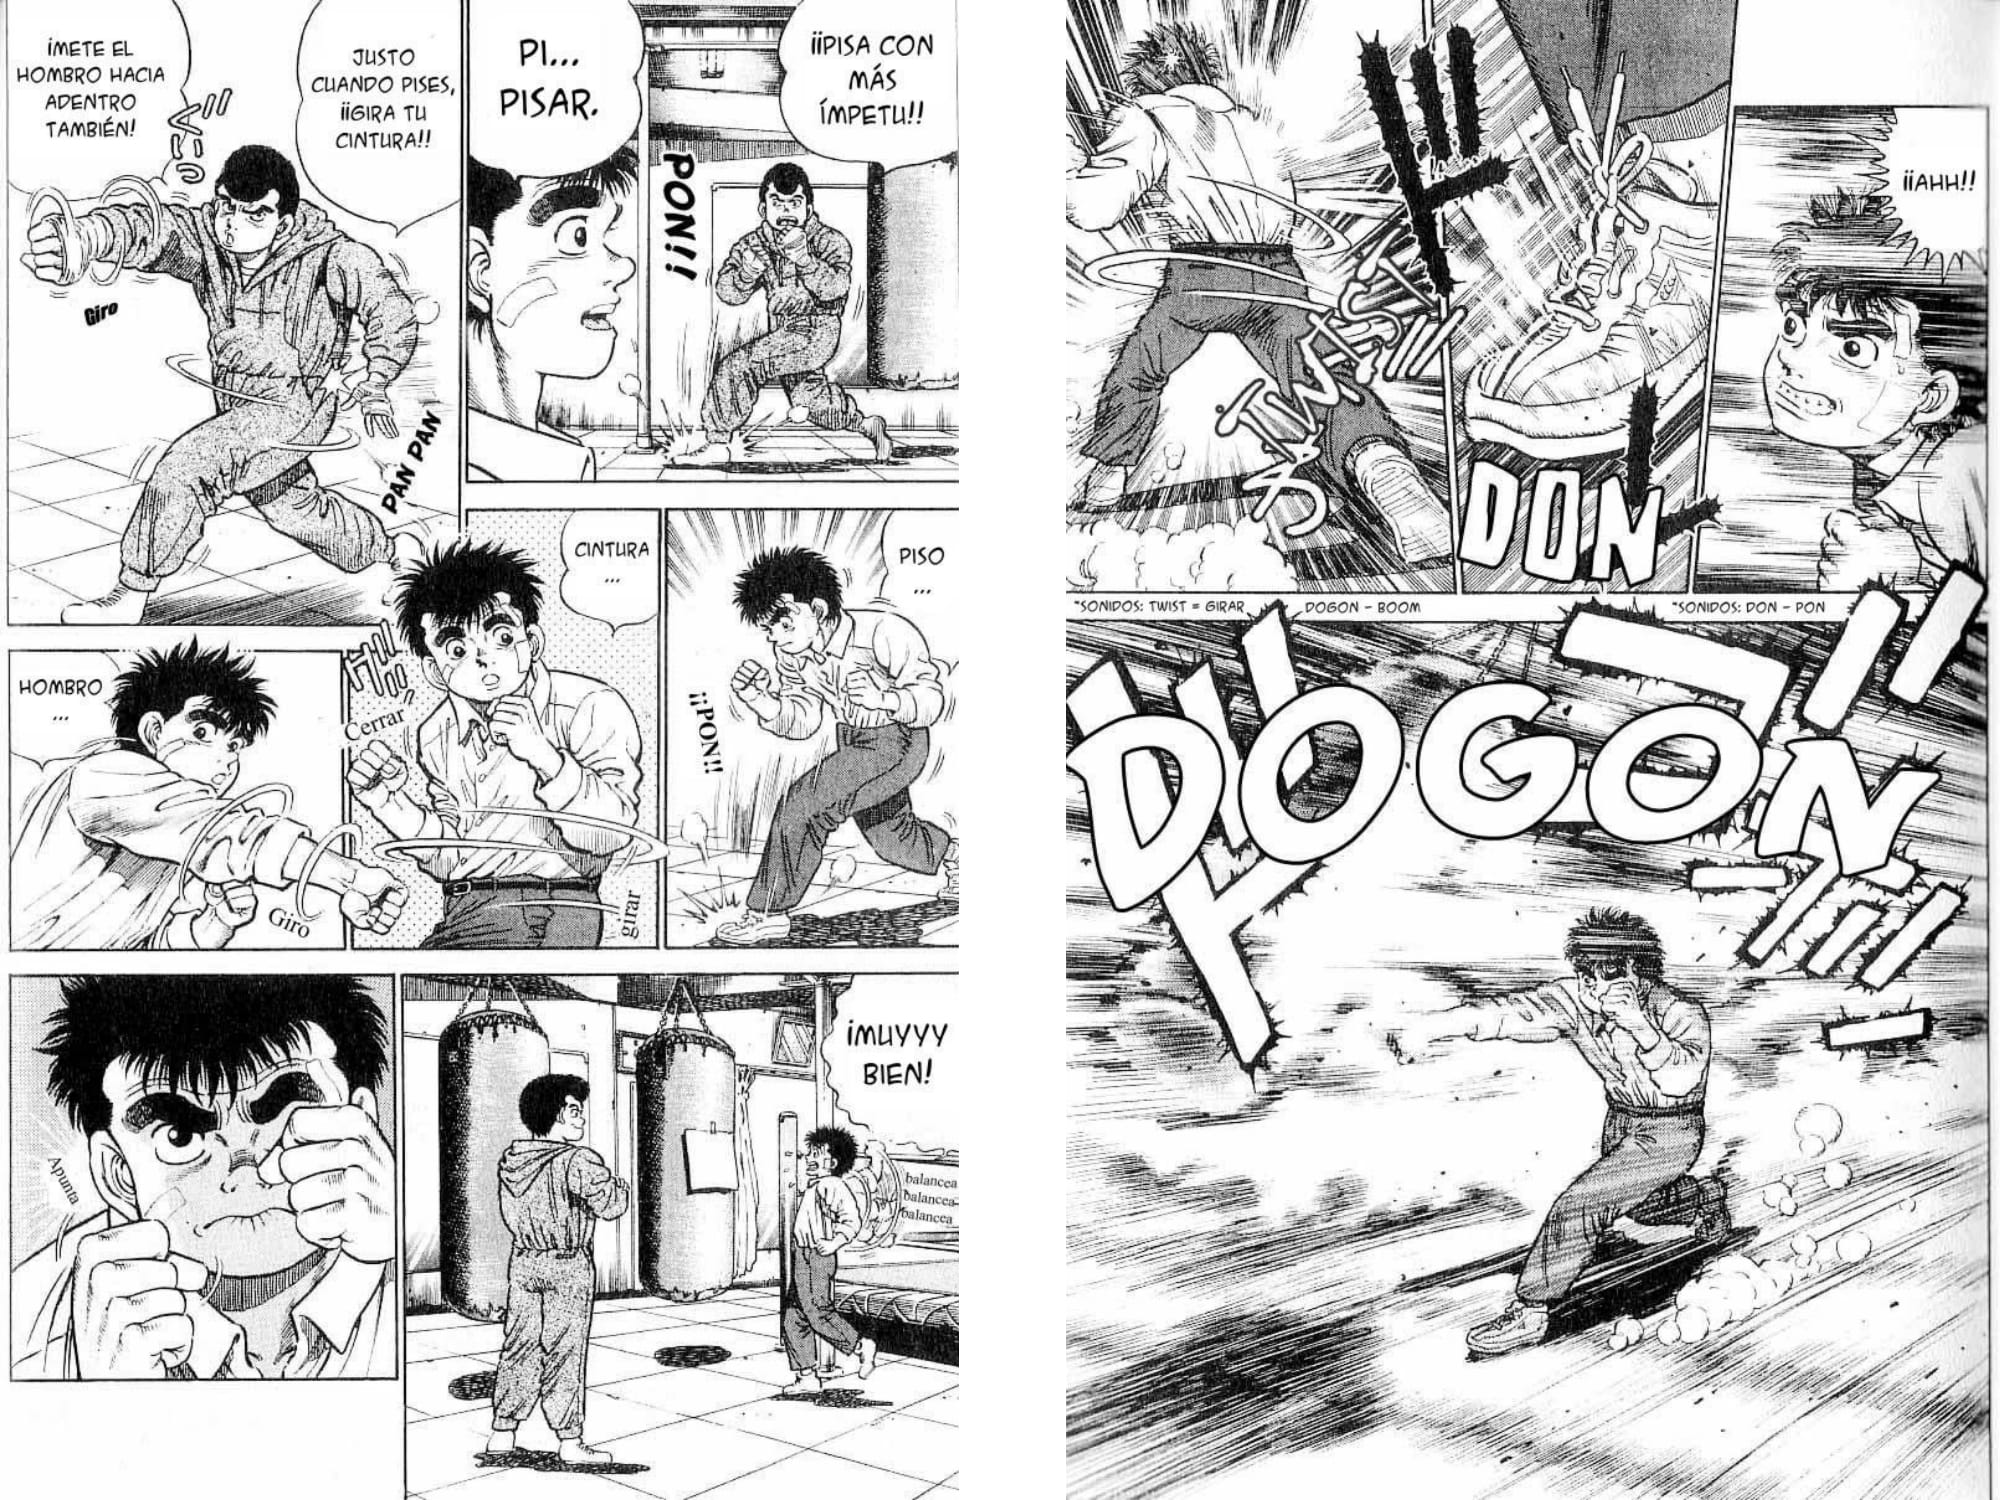 ¡¡PISA CON
MÁS
ÍMPETU!!
PON!!
PI...
PISAR.
JUSTO
CUANDO PISES,
¡¡GIRA TU
CINTURA!!
¡METE EL
HOMBRO HACIA
ADENTRO
TAMBIÉN!
Giro
PAN PAN
PISO
...
¡¡PON!!
CINTURA
...
Cerrar
girar
HOMBRO
...
Giro
¡MUYYY
BIEN!
balancea
balancea
balancea
Apunta
¡¡AHH!!
DON
TWIST!!!
*SONIDOS: TWIST = GIRAR
DOGON - BOOM
*SONIDOS: DON - PON
DOGON